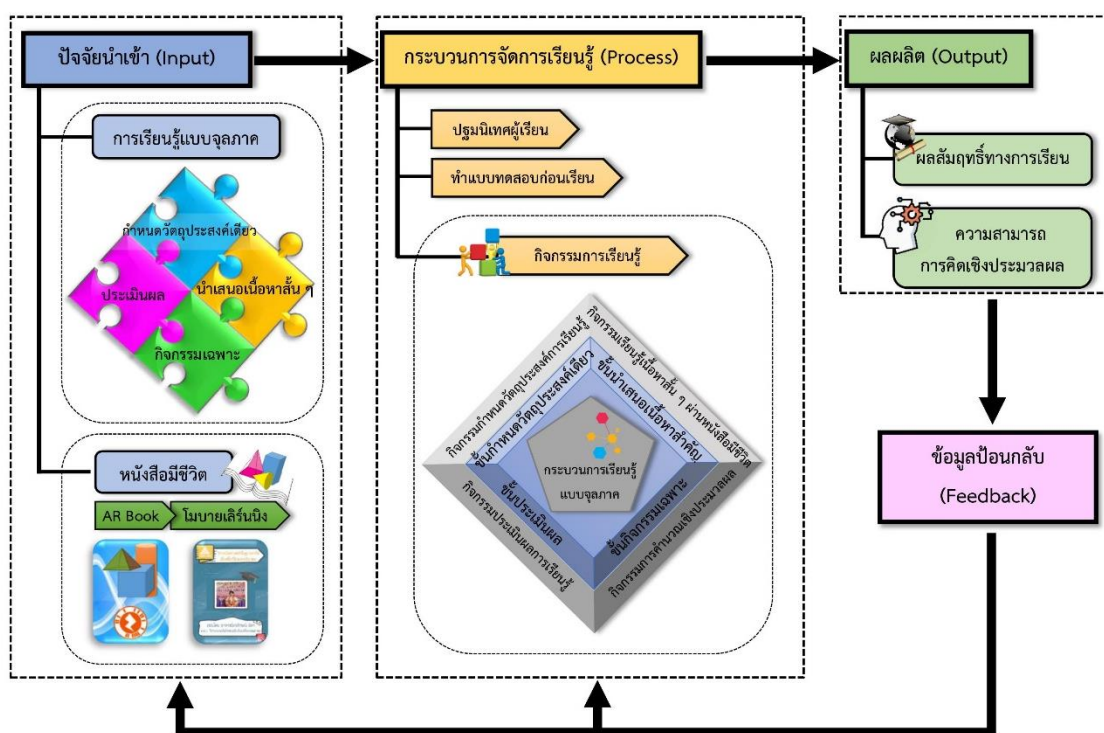 ปัจจัยนำเข้า (Input)
การเรียนรู้แบบจุลภาค
กำหนดวัตถุประสงค์เดียว
นำเสนอเนื้อหาสั้น ๆ
ประเมินผล
กิจกรรมเฉพาะ
หนังสือมีชีวิต
AR Book
โมบายเลิร์นนิง
กระบวนการจัดการเรียนรู้ (Process)
ปฐมนิเทศผู้เรียน
ทำแบบทดสอบก่อนเรียน
กิจกรรมการเรียนรู้
กิจกรรมกำหนดวัตถุประสงค์การเรียนรู้
กิจกรรมเรียนรู้เนื้อหาสั้น ๆ ผ่านหนังสือมีชีวิต
ขั้นกำหนดวัตถุประสงค์เดียว
ขั้นนำเสนอเนื้อหาสำคัญ
กระบวนการเรียนรู้
แบบจุลภาค
ขั้นประเมินผล
ขั้นกิจกรรมเฉพาะ
กิจกรรมประเมินผลการเรียนรู้
กิจกรรมการคำนวณเชิงประมวลผล
ผลผลิต (Output)
ผลสัมฤทธิ์ทางการเรียน
ความสามารถ
การคิดเชิงประมวลผล
ข้อมูลป้อนกลับ
(Feedback)